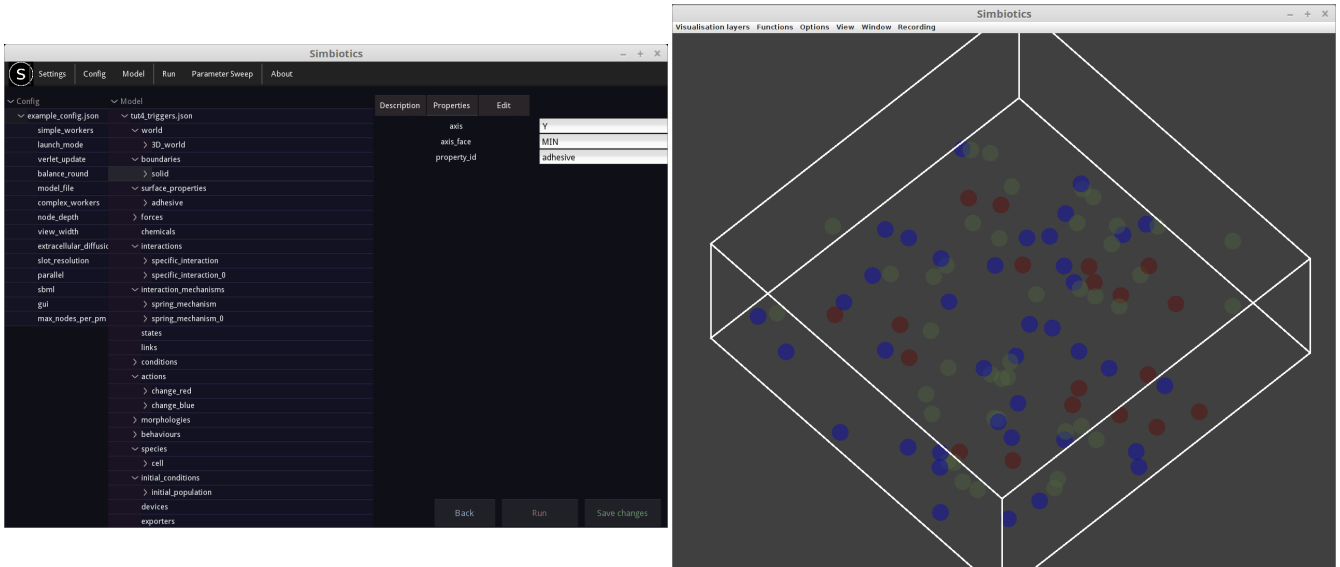 Simbiotics
S Settings Config Model Run Parameter Sweep About
Config
example_config.json
simple_workers
launch_mode
verlet_update
balance_round
model_file
complex_workers
node_depth
view_width
extracellular_diffusic
slot_resolution
parallel
sbml
gui
max_nodes_per_pm
Model
tut4_triggers.json
world
3D_world
boundaries
solid
surface_properties
adhesive
forces
chemicals
interactions
specific_interaction
specific_interaction_0
interaction_mechanisms
spring_mechanism
spring_mechanism_0
states
links
conditions
actions
change_red
change_blue
morphologies
behaviours
species
cell
initial_conditions
initial_population
devices
exporters
Description Properties Edit
axis Y
axis_face MIN
property_id adhesive
Back Run Save changes
Simbiotics
Visualisation layers Functions Options View Window Recording